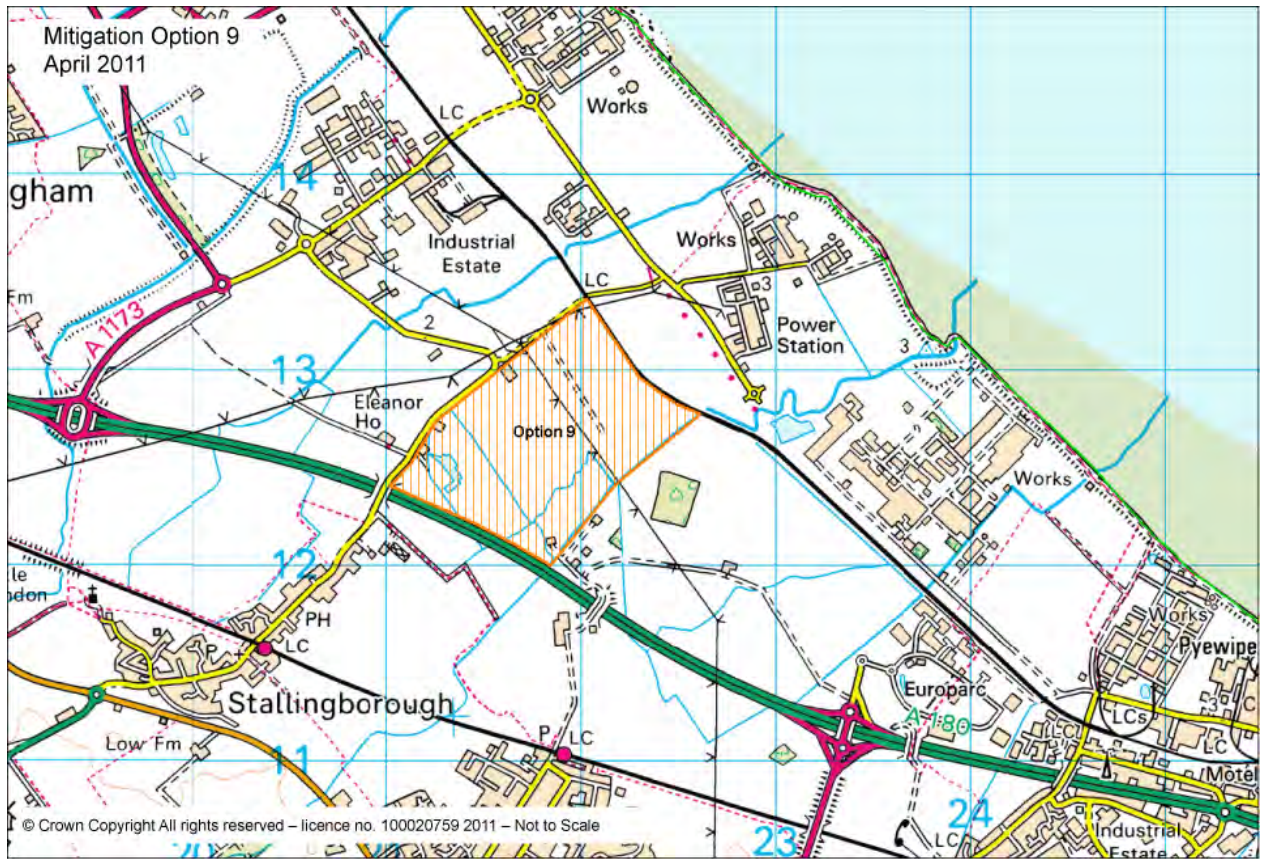 Mitigation Option 9
April 2011
Works
LC
gham
14
Industrial
Estate
Works
LC
3
Fm
A 1173
2
Power
Station
3
13
Eleanor
Ho
Option 9
Works
12
PH
P
LC
Works
Pyewipe
Stallingborough
Europarc
A 180
LCs
3
C
LC
LC
P
LC
P
Low Fm
11
Motel
24
Industrial
Estate
LC
23
20
© Crown Copyright All rights reserved – licence no. 100020759 2011 – Not to Scale